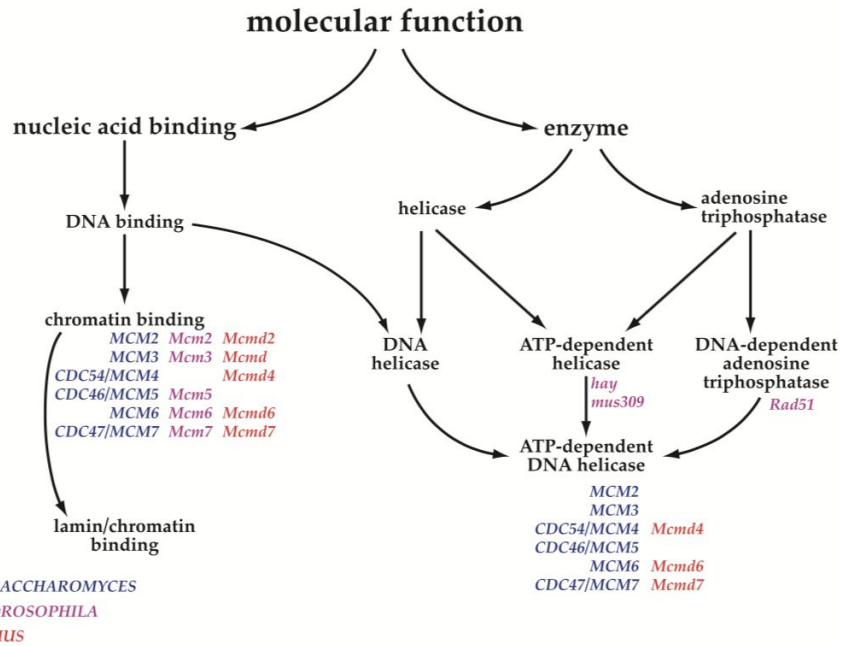 molecular function
nucleic acid binding
enzyme
DNA binding
helicase
adenosine
triphosphatase
chromatin binding
MCM2 Mcm2 Mcmd2
MCM3 Mcm3 Mcmd
CDC54/MCM4 Mcmd4
CDC46/MCM5 Mcm5
MCM6 Mcm6 Mcmd6
CDC47/MCM7 Mcm7 Mcmd7
DNA
helicase
ATP-dependent
helicase
hay
mus309
DNA-dependent
adenosine
triphosphatase
Rad51
ATP-dependent
DNA helicase
MCM2
MCM3
CDC54/MCM4 Mcmd4
CDC46/MCM5
MCM6 Mcmd6
CDC47/MCM7 Mcmd7
lamin/chromatin
binding
ACCHAROMYCES
ROSOPHILA
US